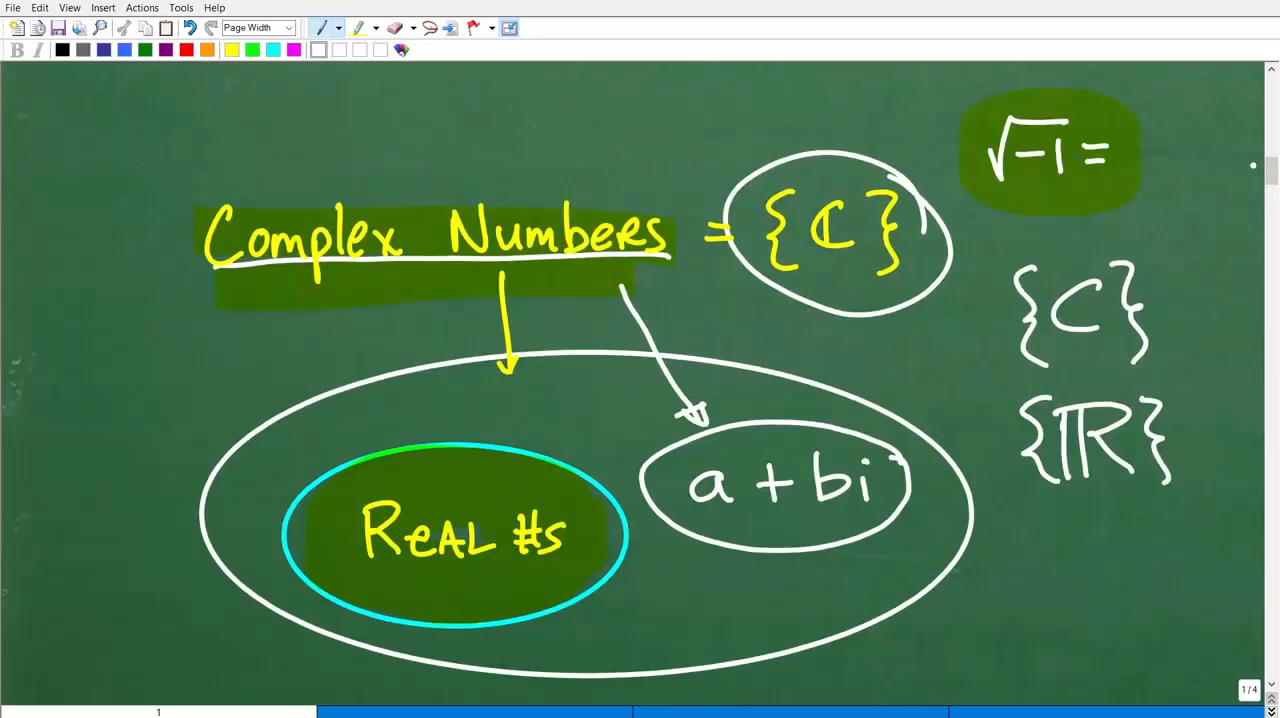 File Edit View Insert Actions Tools Help
Page Width
B I
√-1 =
Complex Numbers = {ℂ}
{C}
{ℝ}
a + bi
ReAL #s
1/4
1